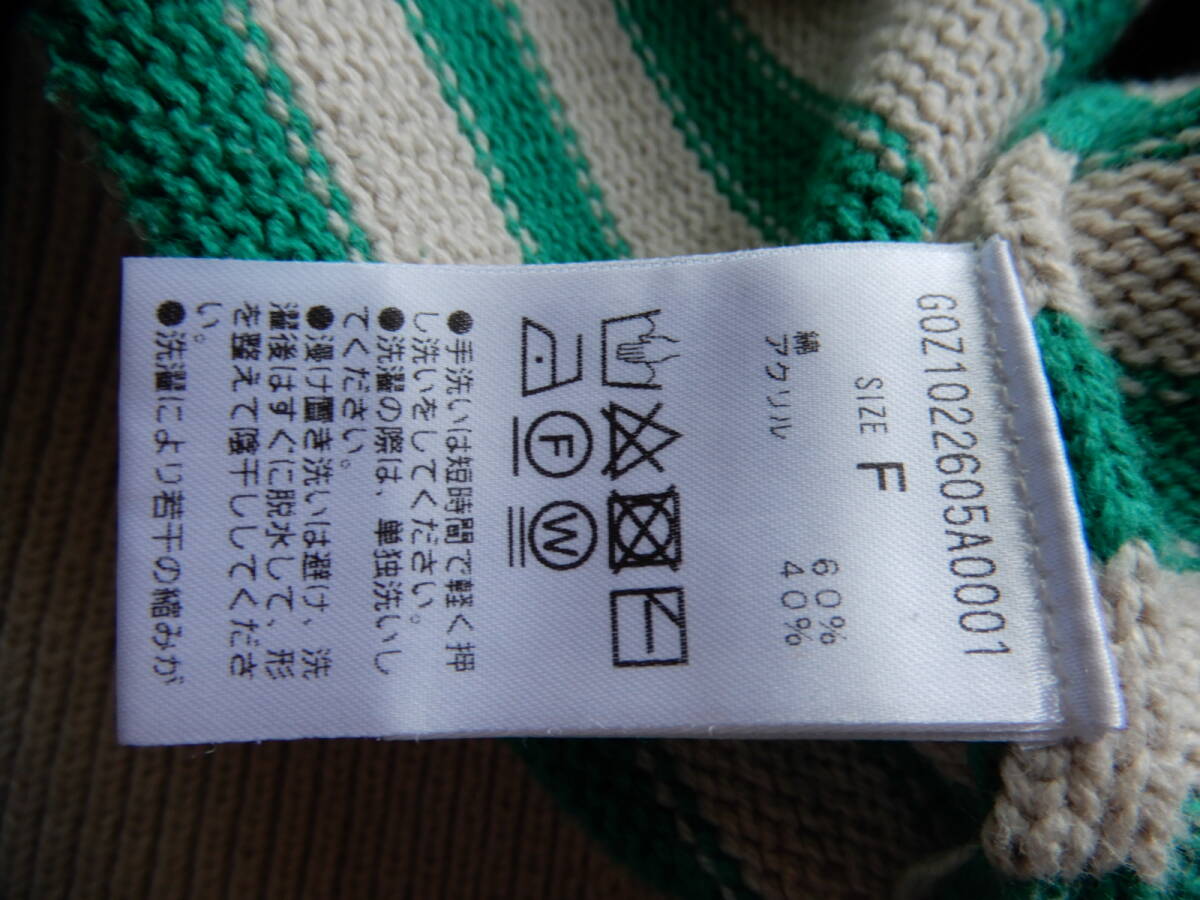 G0Z1022605A0001
SIZE F
綿 60%
アクリル 40%
F
W
●手洗いは短時間で軽く押
し洗いをしてください。
●洗濯の際は、単独洗いし
てください。
●浸け置き洗いは避け、洗
濯後はすぐに脱水して、形
を整えて陰干ししてくださ
い。
●洗濯により若干の縮みが